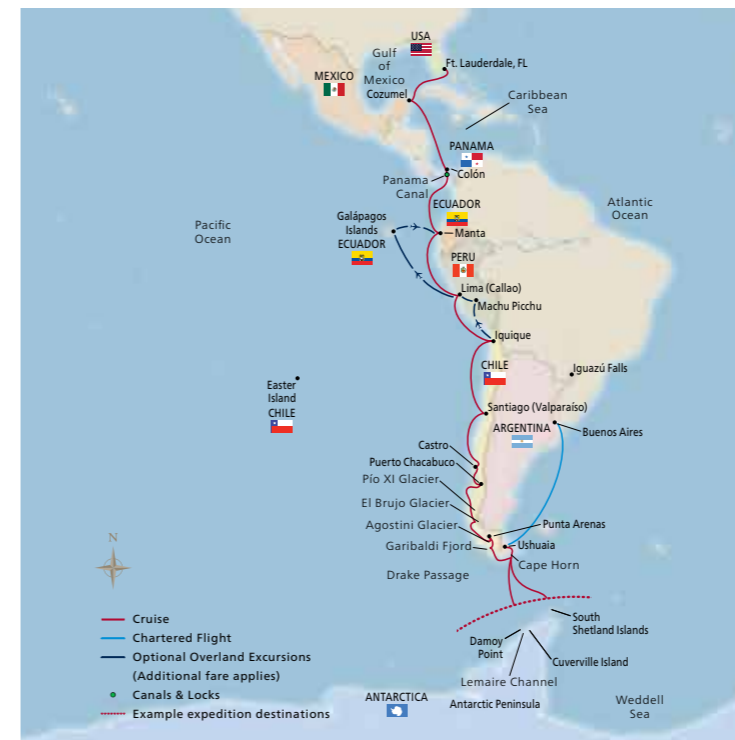 USA
Gulf
of
Mexico
Ft. Lauderdale, FL
MEXICO
Cozumel
Caribbean
Sea
PANAMA
Colón
Panama
Canal
ECUADOR
Atlantic
Ocean
Galápagos
Islands
ECUADOR
Pacific
Ocean
Manta
PERU
Lima (Callao)
Machu Picchu
Iquique
CHILE
Iguazú Falls
Easter
Island
CHILE
Santiago (Valparaíso)
ARGENTINA
Buenos Aires
Castro
Puerto Chacabuco
Pío XI Glacier
El Brujo Glacier
Agostini Glacier
Punta Arenas
Garibaldi Fjord
Ushuaia
Cape Horn
N
Drake Passage
South
Shetland Islands
Damoy
Point
Cuverville Island
Lemaire Channel
ANTARCTICA
Antarctic Peninsula
Weddell
Sea
Cruise
Chartered Flight
Optional Overland Excursions
(Additional fare applies)
Canals & Locks
Example expedition destinations